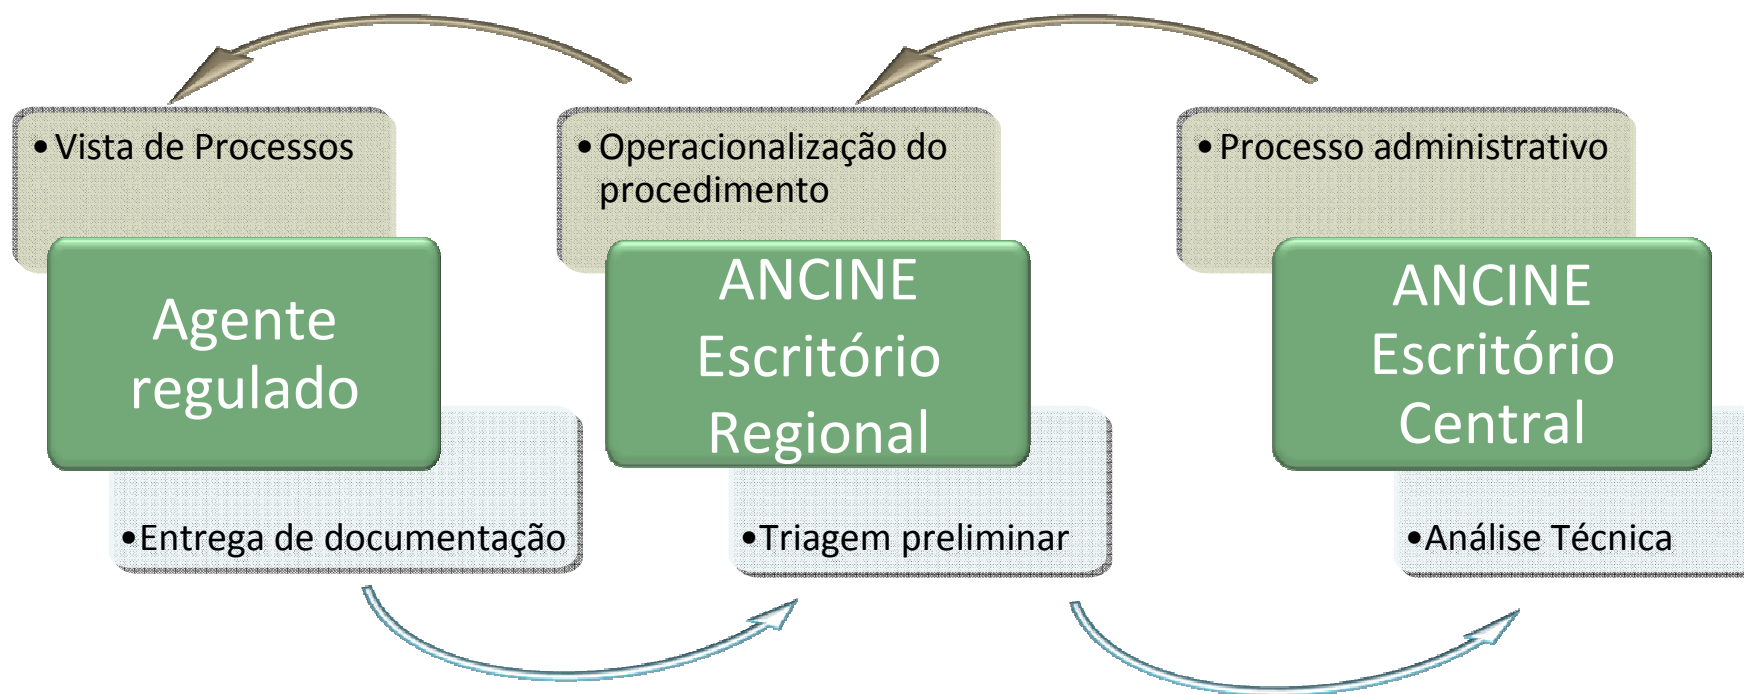 • Vista de Processos
Agente
regulado
•Entrega de documentação
• Operacionalização do
procedimento
ANCINE
Escritório
Regional
•Triagem preliminar
• Processo administrativo
ANCINE
Escritório
Central
•Análise Técnica